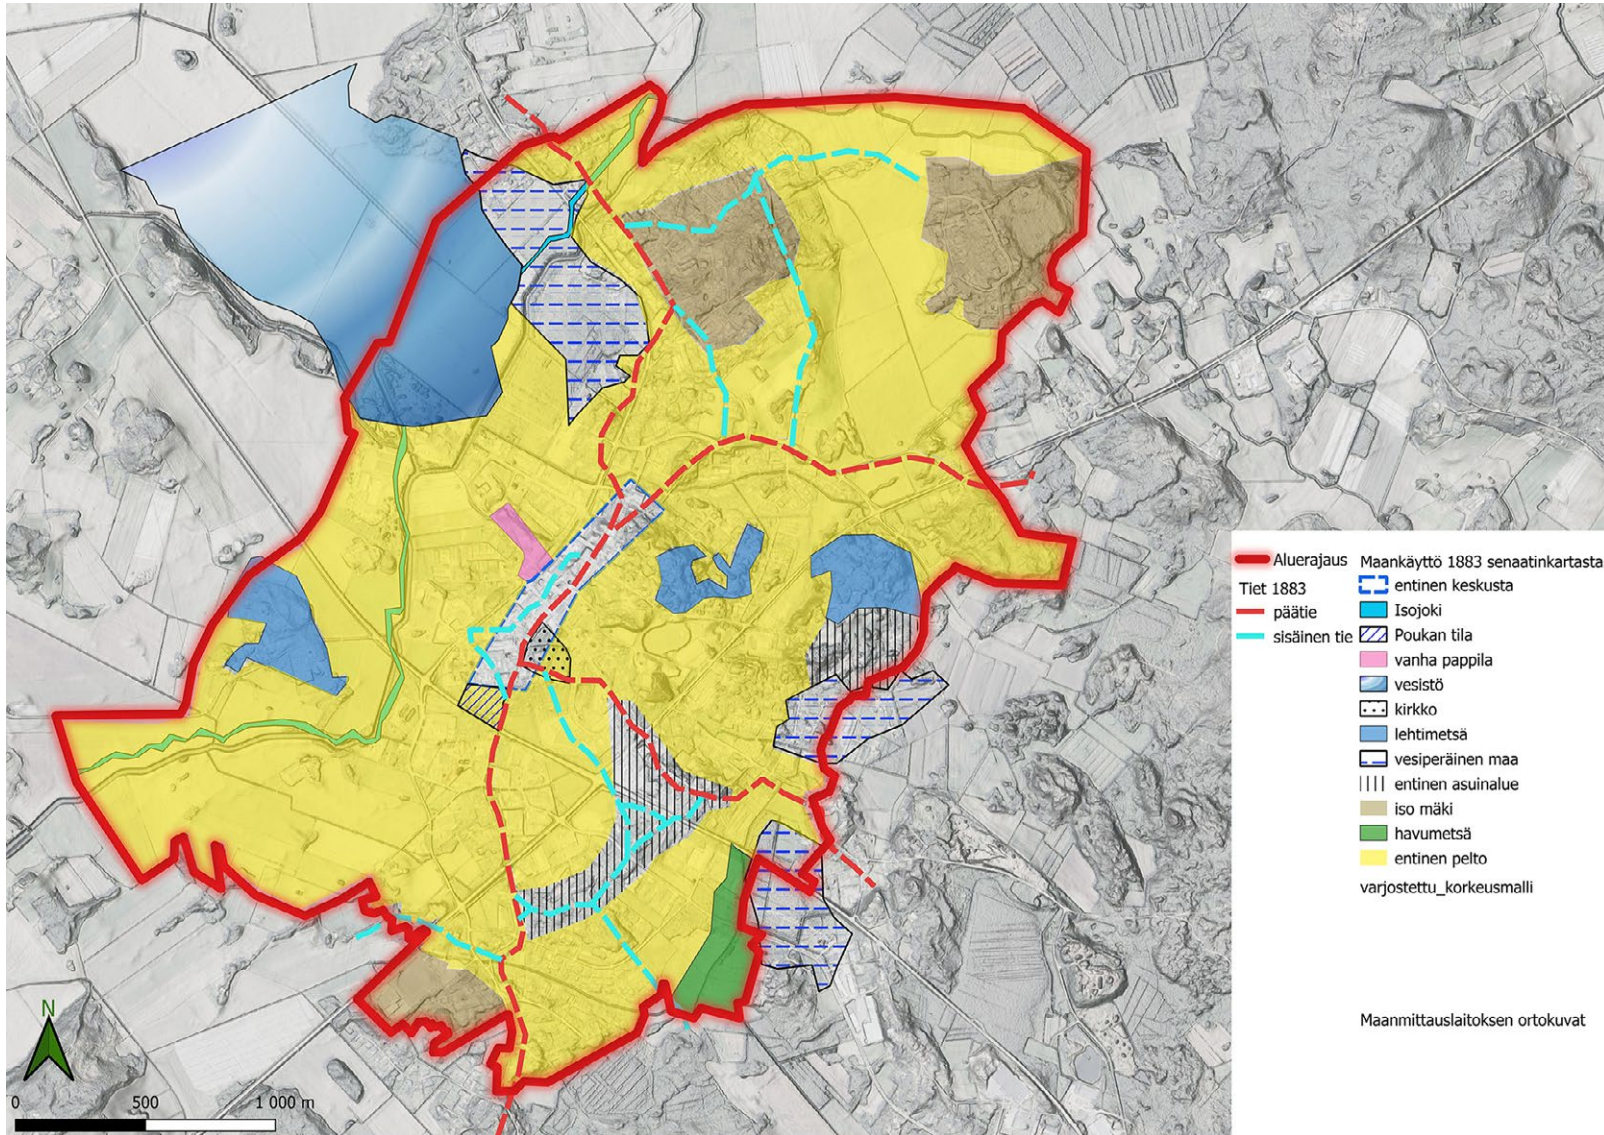 Aluerajaus
Tiet 1883
päätie
sisäinen tie
Maankäyttö 1883 senaatinkartasta
entinen keskusta
Isojoki
Poukan tila
vanha pappila
vesistö
kirkko
lehtimetsä
vesiperäinen maa
entinen asuinalue
iso mäki
havumetsä
entinen pelto
varjostettu_korkeusmalli
Maanmittauslaitoksen ortokuvat
N
0 500 1 000 m